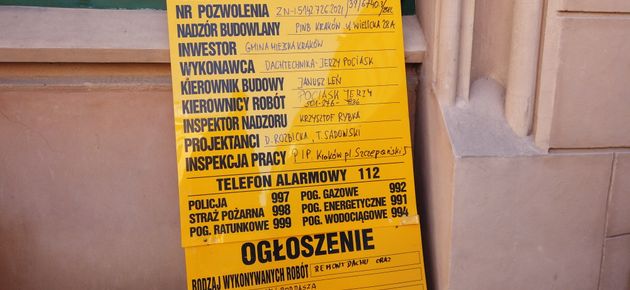 NR POZWOLENIA
NADZÓR BUDOWLANY PINB KRAKÓW, UL WIELICKA 28A
INWESTOR GMINA MIEJSKA KRAKÓW
WYKONAWCA DACHTECHNIKA - JERZY POCIASK
KIEROWNIK BUDOWY JANUSZ LEŃ
KIEROWNICY ROBÓT POCIASK JERZY
INSPEKTOR NADZORU KRZYSZTOF RYBKA
PROJEKTANCI D. ROZBICKA, T. SADOWSKI
INSPEKCJA PRACY PIP Kraków pl. Szczepański 5
TELEFON ALARMOWY 112
POLICJA 997 POG. GAZOWE 992
STRAŻ POŻARNA 998 POG. ENERGETYCZNE 991
POG. RATUNKOWE 999 POG. WODOCIĄGOWE 994
OGŁOSZENIE
RODZAJ WYKONYWANYCH ROBÓT REMONT DACHU ORAZ